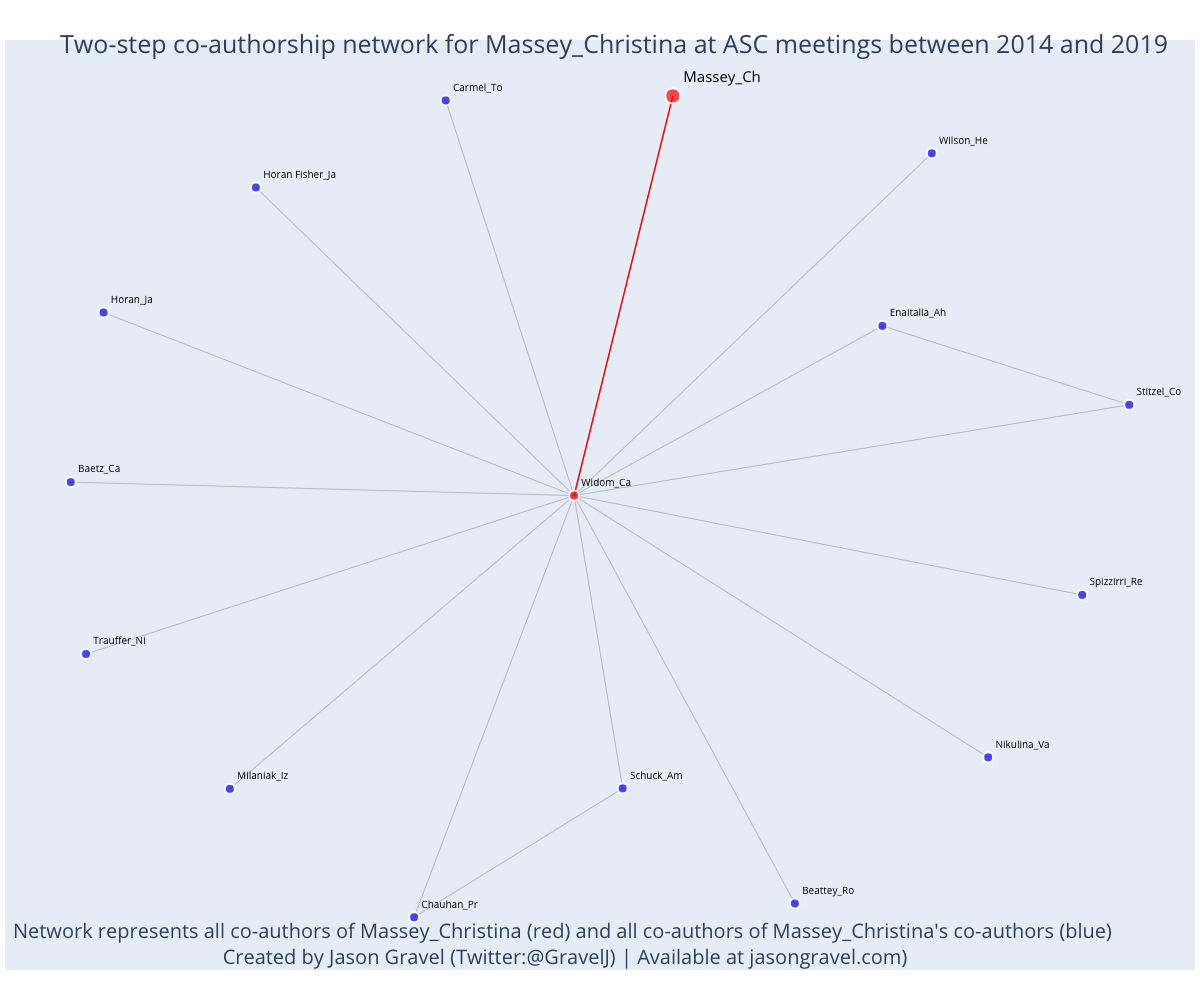 Two-step co-authorship network for Massey_Christina at ASC meetings between 2014 and 2019
Massey_Ch
Carmel_To
Wilson_He
Horan Fisher_Ja
Horan_Ja
Enaitalla_Ah
Stitzel_Co
Baetz_Ca
Widom_Ca
Spizzirri_Re
Trauffer_Ni
Nikulina_Va
Milaniak_Iz
Schuck_Am
Beattey_Ro
Chauhan_Pr
Network represents all co-authors of Massey_Christina (red) and all co-authors of Massey_Christina's co-authors (blue)
Created by Jason Gravel (Twitter:@GravelJ) | Available at jasongravel.com)